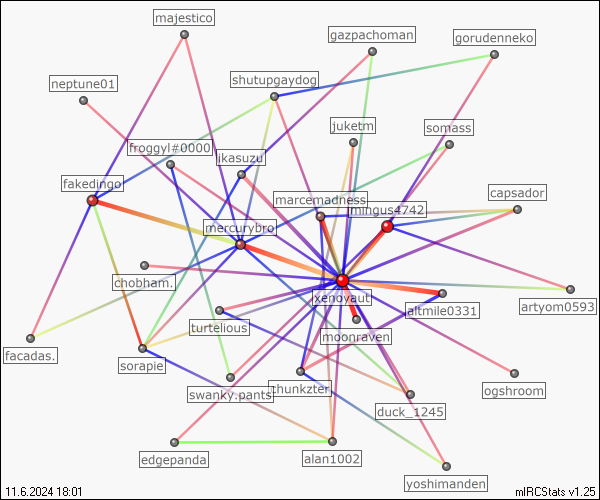 majestico
gazpachoman
gorudenneko
neptune01
shutupgaydog
juketm
somass
froggyl#0000
ikasuzu
fakedingo
marcemadness
capsador
mingus4742
mercurybro
chobham.
xenoyaut
altmile0331
artyom0593
turtelious
moonraven
facadas.
sorapie
swanky.pants
thunkzter
ogshroom
duck_1245
edgepanda
alan1002
yoshimanden
11.6.2024 18:01
mIRCStats v1.25